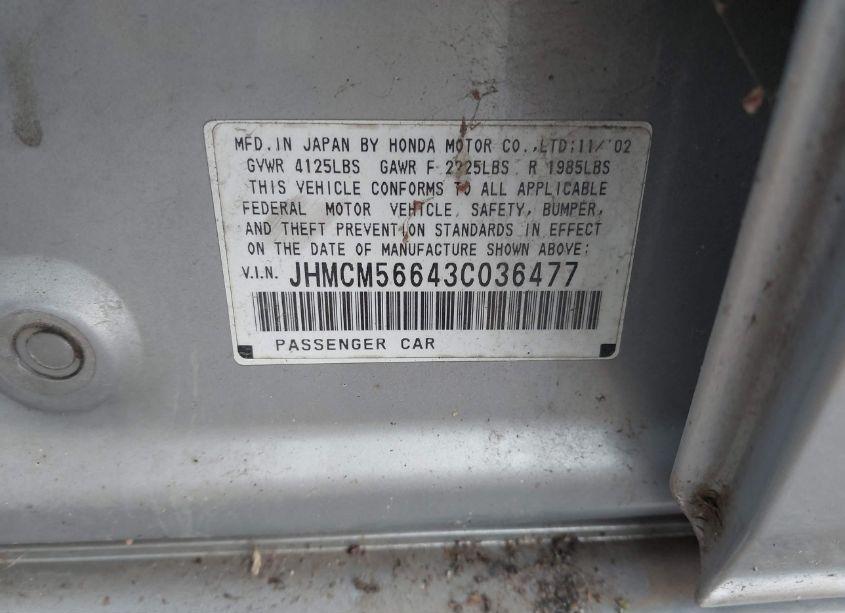 MFD.IN JAPAN BY HONDA MOTOR CO.,LTD:11/'02
GVWR 4125LBS GAWR F 2225LBS R 1985LBS
THIS VEHICLE CONFORMS TO ALL APPLICABLE
FEDERAL MOTOR VEHICLE SAFETY, BUMPER,
AND THEFT PREVENTION STANDARDS IN EFFECT
ON THE DATE OF MANUFACTURE SHOWN ABOVE:
V.I.N. JHMCM56643C036477
PASSENGER CAR